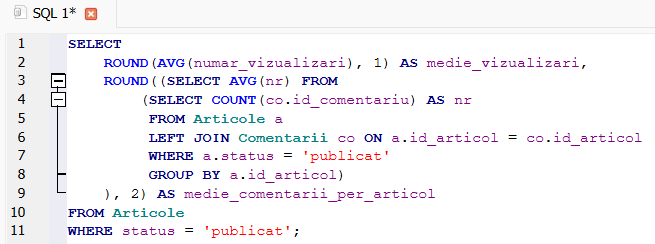 SQL 1*
1 SELECT
2 ROUND(AVG(numar_vizualizari), 1) AS medie_vizualizari,
3 ROUND((SELECT AVG(nr) FROM
4 (SELECT COUNT(co.id_comentariu) AS nr
5 FROM Articole a
6 LEFT JOIN Comentarii co ON a.id_articol = co.id_articol
7 WHERE a.status = 'publicat'
8 GROUP BY a.id_articol)
9 ), 2) AS medie_comentarii_per_articol
10 FROM Articole
11 WHERE status = 'publicat';